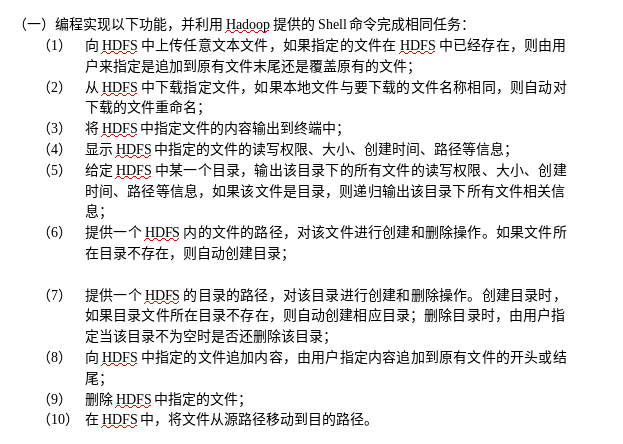 （一）编程实现以下功能，并利用 Hadoop 提供的 Shell 命令完成相同任务：
（1） 向 HDFS 中上传任意文本文件，如果指定的文件在 HDFS 中已经存在，则由用
户来指定是追加到原有文件末尾还是覆盖原有的文件；
（2） 从 HDFS 中下载指定文件，如果本地文件与要下载的文件名称相同，则自动对
下载的文件重命名；
（3） 将 HDFS 中指定文件的内容输出到终端中；
（4） 显示 HDFS 中指定的文件的读写权限、大小、创建时间、路径等信息；
（5） 给定 HDFS 中某一个目录，输出该目录下的所有文件的读写权限、大小、创建
时间、路径等信息，如果该文件是目录，则递归输出该目录下所有文件相关信
息；
（6） 提供一个 HDFS 内的文件的路径，对该文件进行创建和删除操作。如果文件所
在目录不存在，则自动创建目录；
（7） 提供一个 HDFS 的目录的路径，对该目录进行创建和删除操作。创建目录时，
如果目录文件所在目录不存在，则自动创建相应目录；删除目录时，由用户指
定当该目录不为空时是否还删除该目录；
（8） 向 HDFS 中指定的文件追加内容，由用户指定内容追加到原有文件的开头或结
尾；
（9） 删除 HDFS 中指定的文件；
（10） 在 HDFS 中，将文件从源路径移动到目的路径。